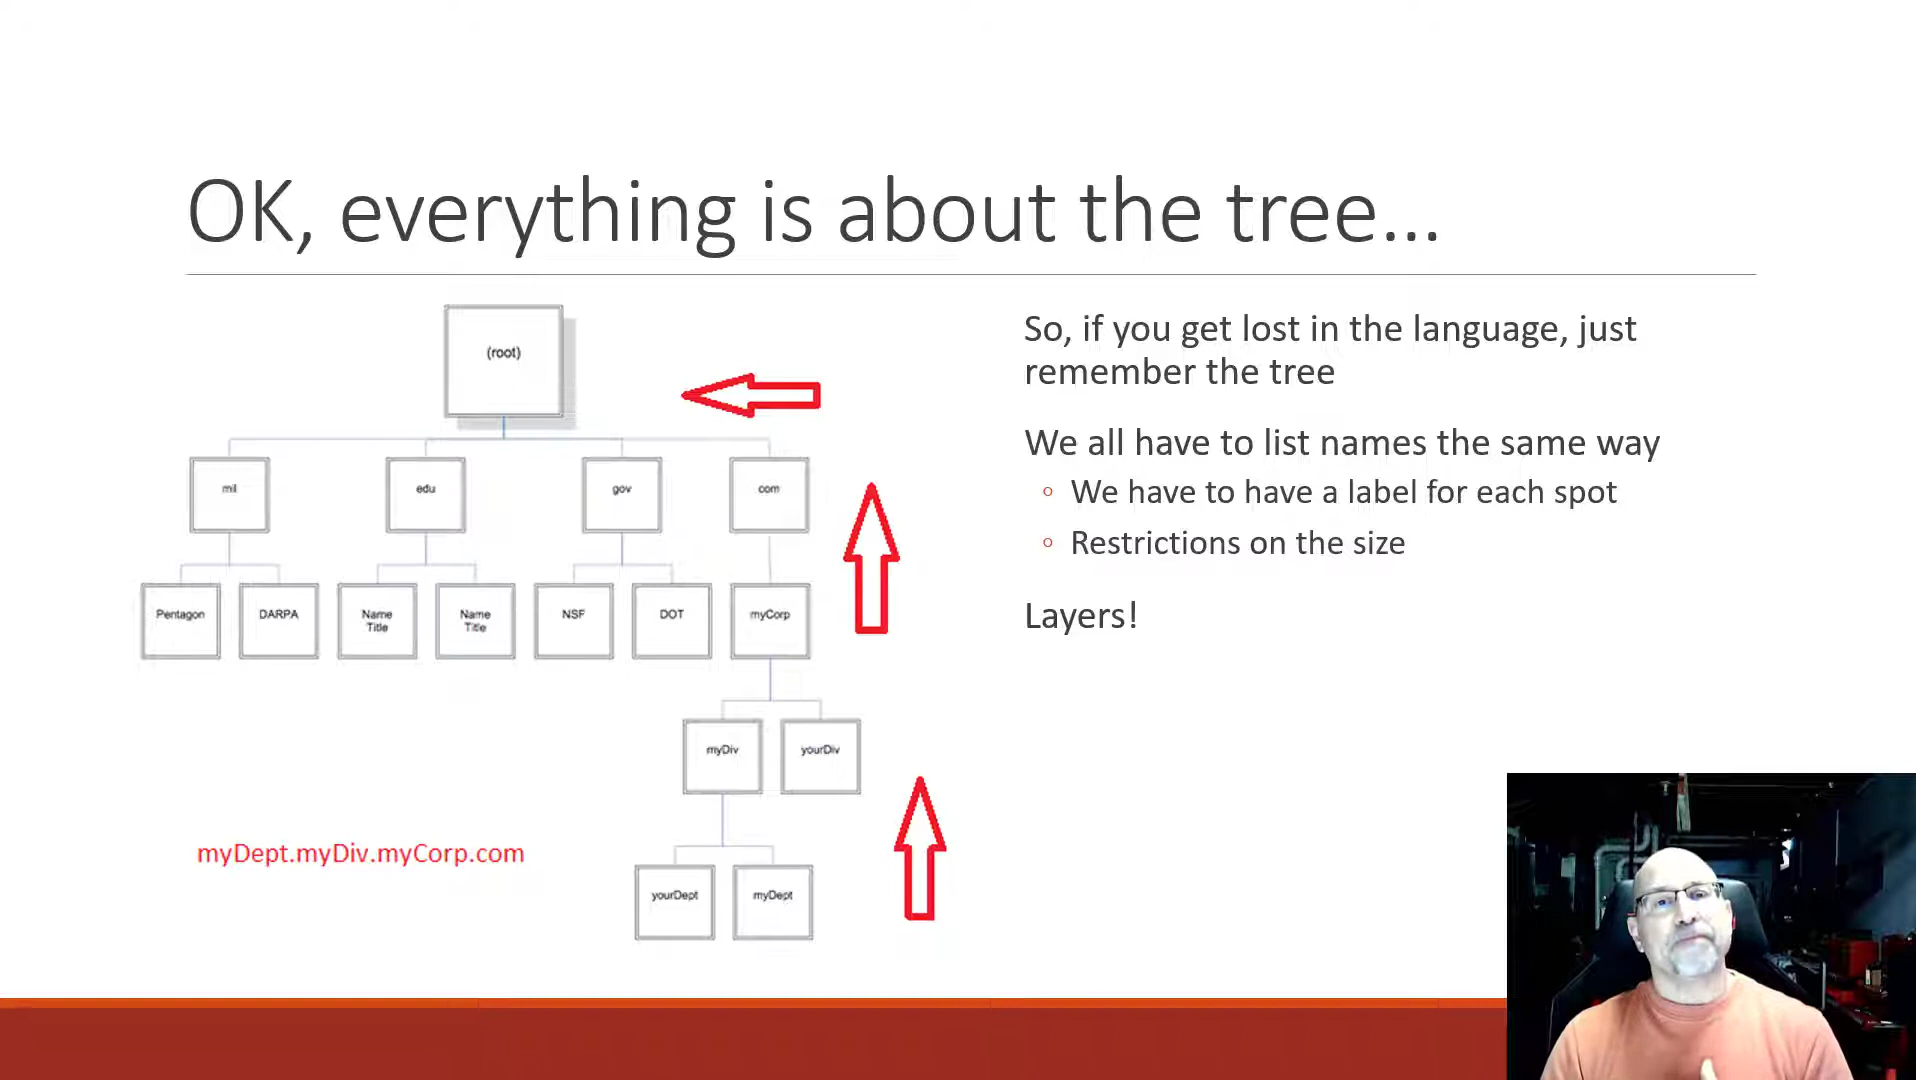 OK, everything is about the tree...
(root)
mil edu gov com
Pentagon DARPA Name Title Name Title NSF DOT myCorp
myDiv yourDiv
myDept.myDiv.myCorp.com
yourDept myDept
So, if you get lost in the language, just
remember the tree
We all have to list names the same way
◦ We have to have a label for each spot
◦ Restrictions on the size
Layers!